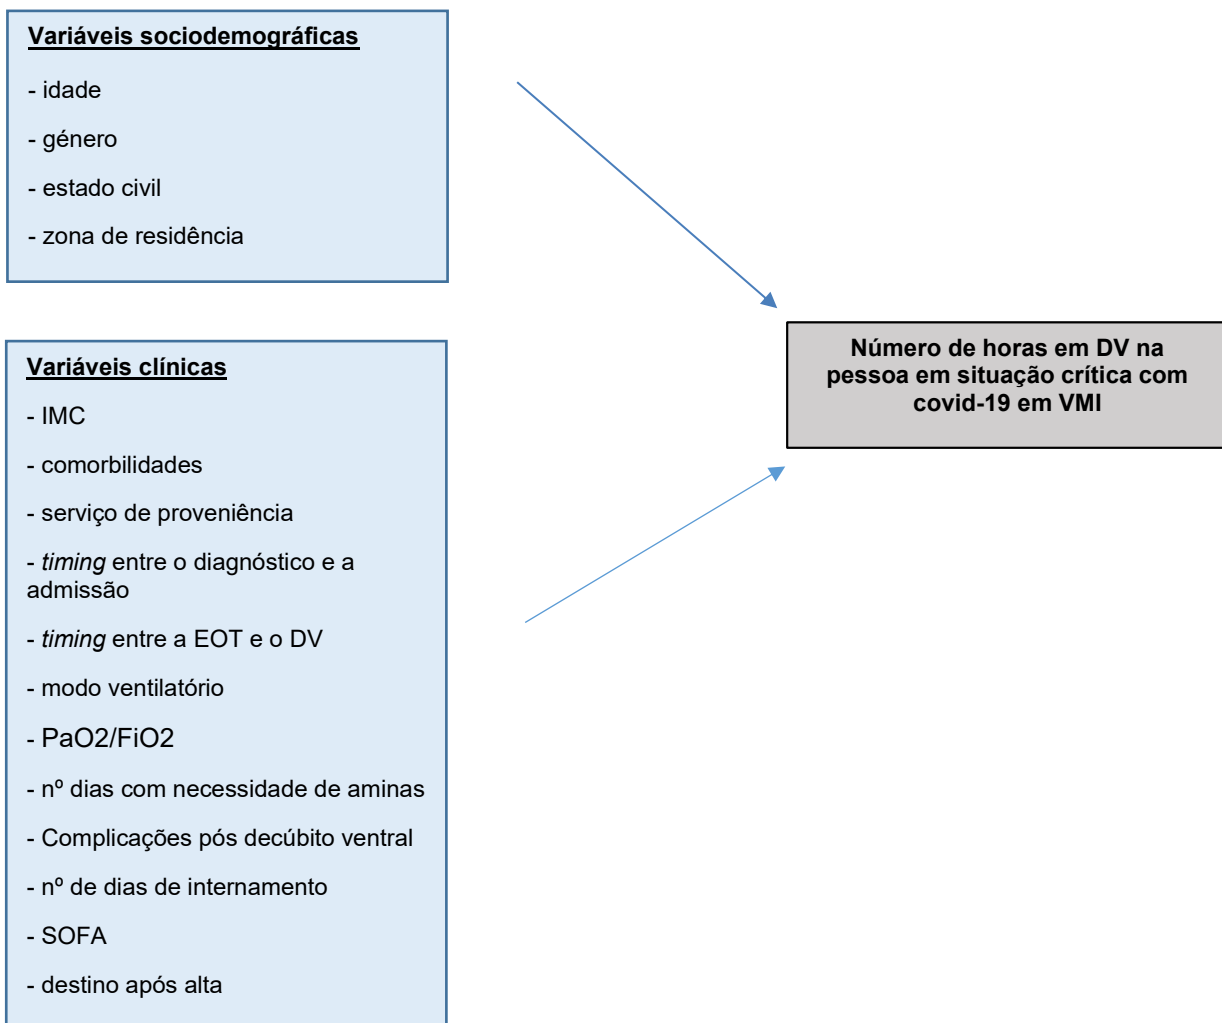 Variáveis sociodemográficas
- idade
- género
- estado civil
- zona de residência
Variáveis clínicas
- IMC
- comorbilidades
- serviço de proveniência
- timing entre o diagnóstico e a
admissão
- timing entre a EOT e o DV
- modo ventilatório
- PaO2/FiO2
- nº dias com necessidade de aminas
- Complicações pós decúbito ventral
- nº de dias de internamento
- SOFA
- destino após alta
Número de horas em DV na
pessoa em situação crítica com
covid-19 em VMI